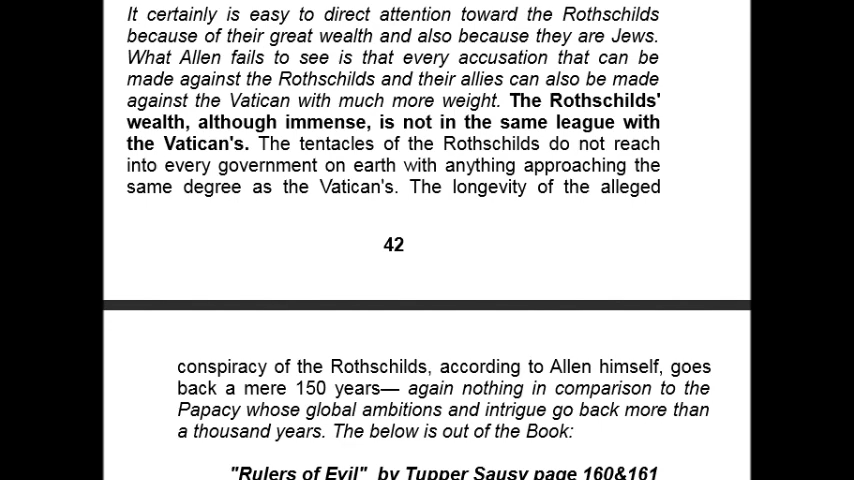 It certainly is easy to direct attention toward the Rothschilds
because of their great wealth and also because they are Jews.
What Allen fails to see is that every accusation that can be
made against the Rothschilds and their allies can also be made
against the Vatican with much more weight. The Rothschilds'
wealth, although immense, is not in the same league with
the Vatican's. The tentacles of the Rothschilds do not reach
into every government on earth with anything approaching the
same degree as the Vatican's. The longevity of the alleged
42
conspiracy of the Rothschilds, according to Allen himself, goes
back a mere 150 years— again nothing in comparison to the
Papacy whose global ambitions and intrigue go back more than
a thousand years. The below is out of the Book:
"Rulers of Evil" by Tupper Sausy page 160&161